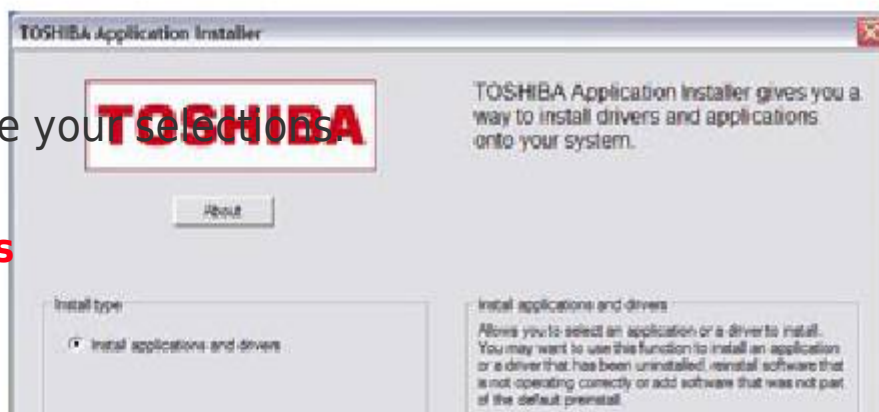 TOSHIBA Application Installer
TOSHIBA
e your selections.
TOSHIBA Application Installer gives you a
way to install drivers and applications
onto your system.
About
s
Install type
Install applications and drivers
Install applications and drivers
Allows you to select an application or a driver to install.
You may want to use this function to install an application
or a driver that has been uninstalled, reinstall software that
is not operating correctly or add software that was not part
of the default preinstall.